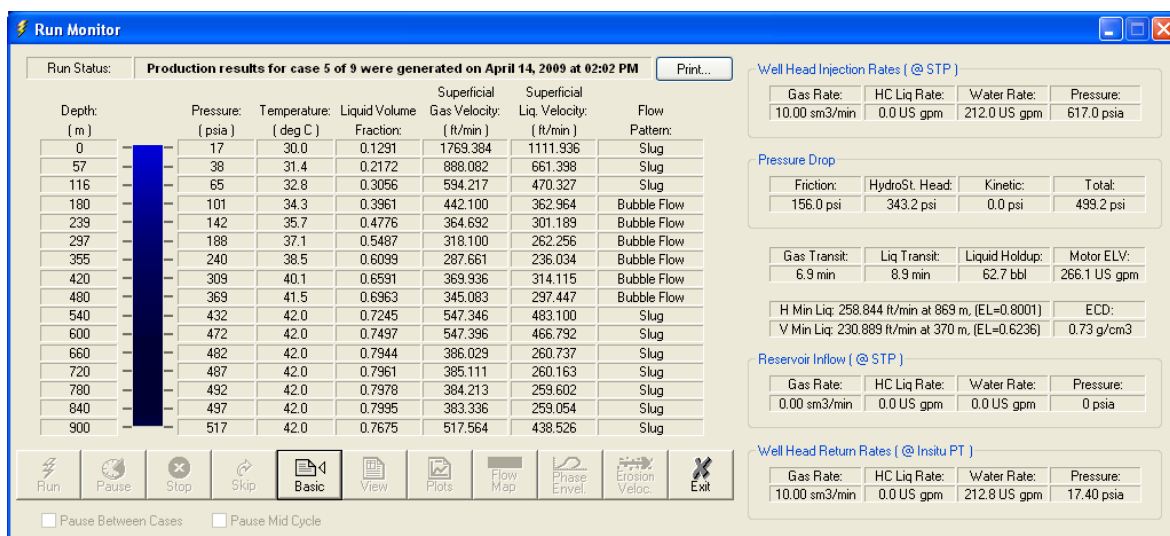 Run Monitor
Run Status: Production results for case 5 of 9 were generated on April 14, 2009 at 02:02 PM Print...
Superficial Superficial
Depth: Pressure: Temperature: Liquid Volume Gas Velocity: Liq. Velocity: Flow
( m ) ( psia ) ( deg C ) Fraction: ( ft/min ) ( ft/min ) Pattern:
0 17 30.0 0.1291 1769.384 1111.936 Slug
57 38 31.4 0.2172 888.082 661.398 Slug
116 65 32.8 0.3056 594.217 470.327 Slug
180 101 34.3 0.3961 442.100 362.964 Bubble Flow
239 142 35.7 0.4776 364.692 301.189 Bubble Flow
297 188 37.1 0.5487 318.100 262.256 Bubble Flow
355 240 38.5 0.6099 287.661 236.034 Bubble Flow
420 309 40.1 0.6591 369.936 314.115 Bubble Flow
480 369 41.5 0.6963 345.083 297.447 Bubble Flow
540 432 42.0 0.7245 547.346 483.100 Slug
600 472 42.0 0.7497 547.396 466.792 Slug
660 482 42.0 0.7944 386.029 260.737 Slug
720 487 42.0 0.7961 385.111 260.163 Slug
780 492 42.0 0.7978 384.213 259.602 Slug
840 497 42.0 0.7995 383.336 259.054 Slug
900 517 42.0 0.7675 517.564 438.526 Slug
Run Pause Stop Skip Basic View Plots Flow Map Phase Envel. Erosion Veloc. Exit
Pause Between Cases Pause Mid Cycle
Well Head Injection Rates ( @ STP )
Gas Rate: HC Liq Rate: Water Rate: Pressure:
10.00 sm3/min 0.0 US gpm 212.0 US gpm 617.0 psia
Pressure Drop
Friction: HydroSt. Head: Kinetic: Total:
156.0 psi 343.2 psi 0.0 psi 499.2 psi
Gas Transit: Liq Transit: Liquid Holdup: Motor ELV:
6.9 min 8.9 min 62.7 bbl 266.1 US gpm
H Min Liq: 258.844 ft/min at 869 m, (EL=0.8001) ECD:
V Min Liq: 230.889 ft/min at 370 m, (EL=0.6236) 0.73 g/cm3
Reservoir Inflow ( @ STP )
Gas Rate: HC Liq Rate: Water Rate: Pressure:
0.00 sm3/min 0.0 US gpm 0.0 US gpm 0 psia
Well Head Return Rates ( @ Insitu PT )
Gas Rate: HC Liq Rate: Water Rate: Pressure:
10.00 sm3/min 0.0 US gpm 212.8 US gpm 17.40 psia